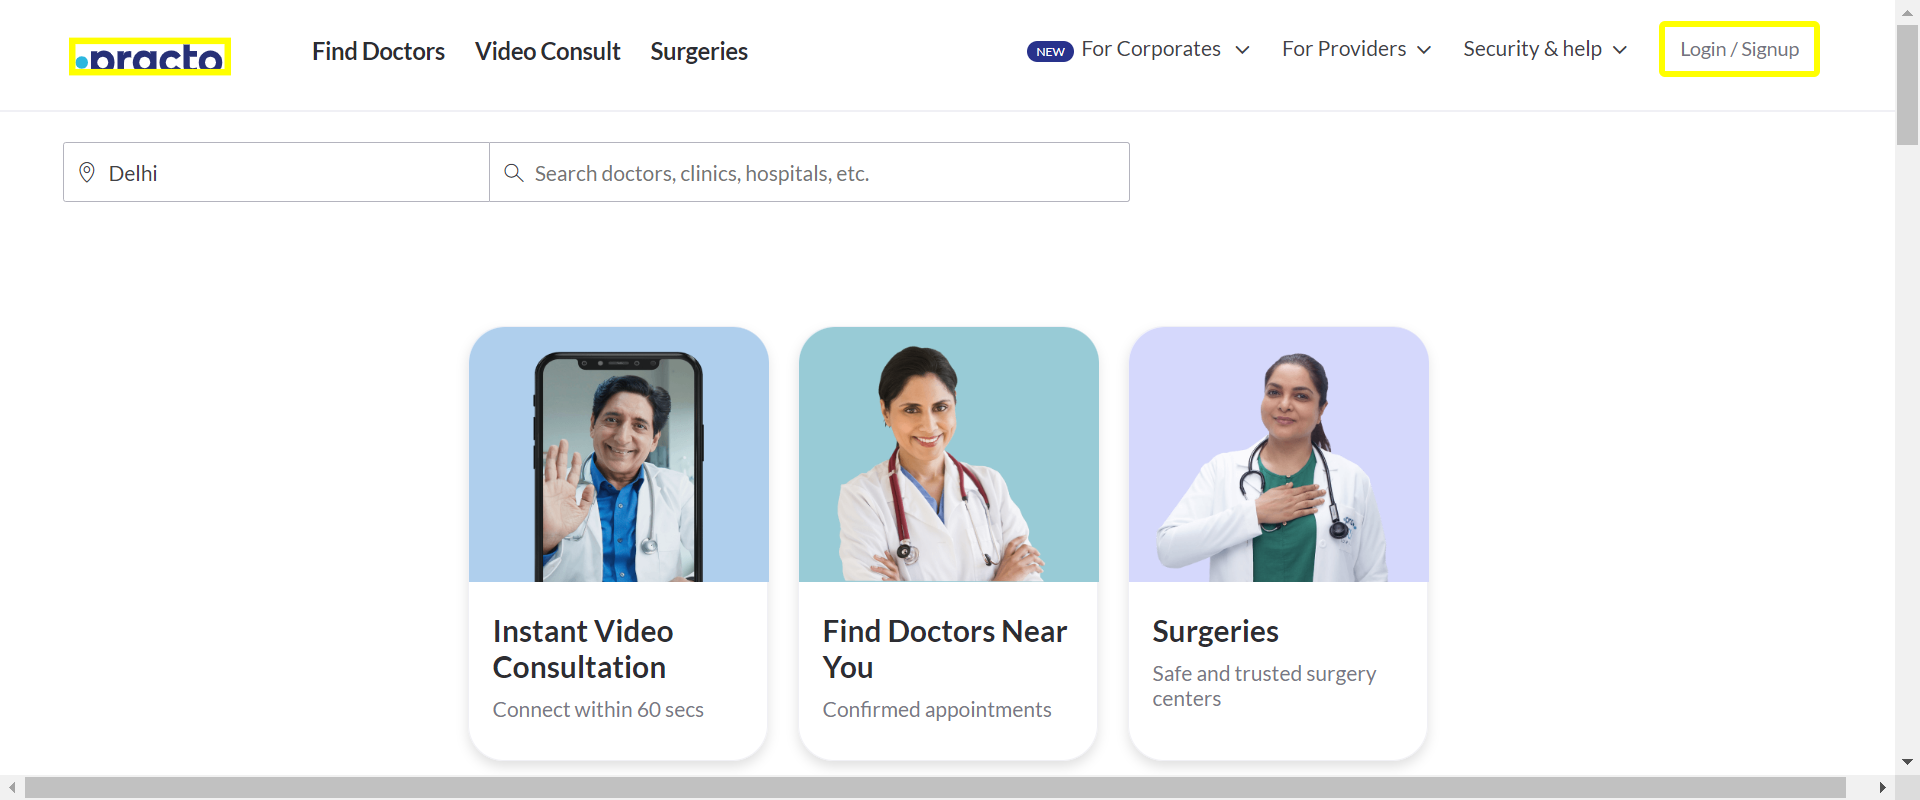 practo
Find Doctors Video Consult Surgeries
NEW For Corporates For Providers Security & help Login / Signup
Delhi Search doctors, clinics, hospitals, etc.
Instant Video
Consultation
Connect within 60 secs
Find Doctors Near
You
Confirmed appointments
Surgeries
Safe and trusted surgery
centers